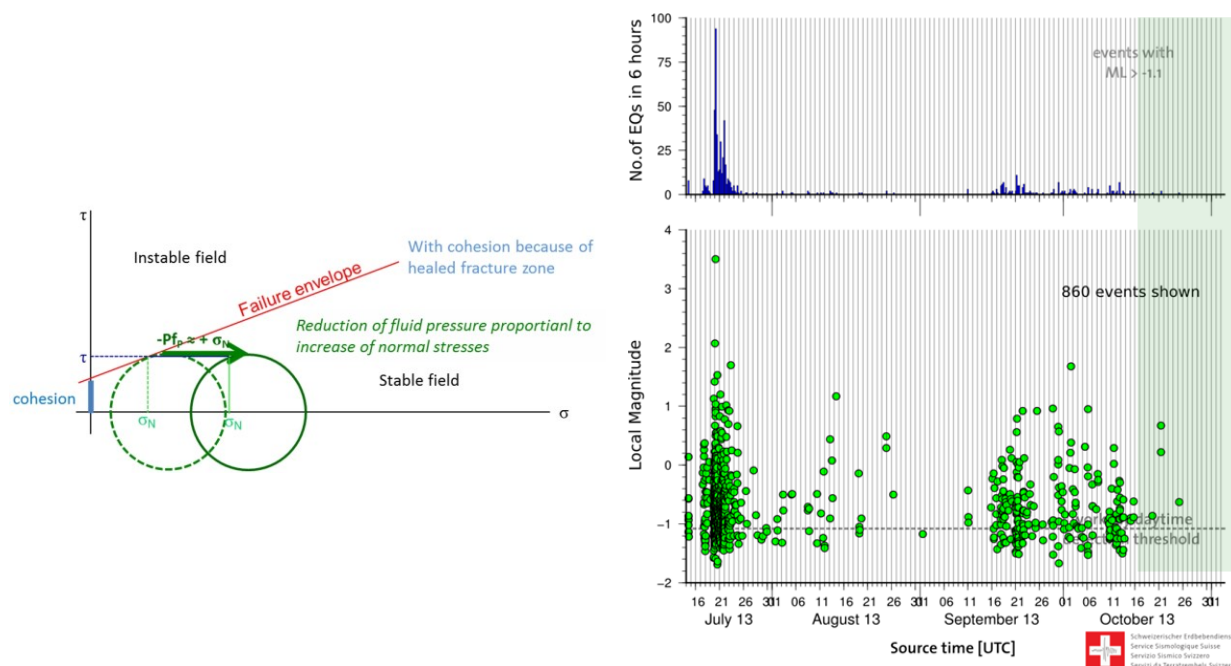 τ
Instable field
With cohesion because of
healed fracture zone
Failure envelope
Reduction of fluid pressure proportianl to
increase of normal stresses
τ
Stable field
cohesion
σN
σN
σ
No.of EQs in 6 hours
100
75
50
25
0
events with
ML > -1.1
Local Magnitude
4
3
2
1
0
−1
−2
860 events shown
daytime
threshold
16 21 26 31 01 06 11 16 21 26 31 01 06 11 16 21 26 01 06 11 16 21 26 31 01
July 13 August 13 September 13 October 13
Source time [UTC]
Schweizerischer Erdbebendienst
Service Sismologique Suisse
Servizio Sismico Svizzero